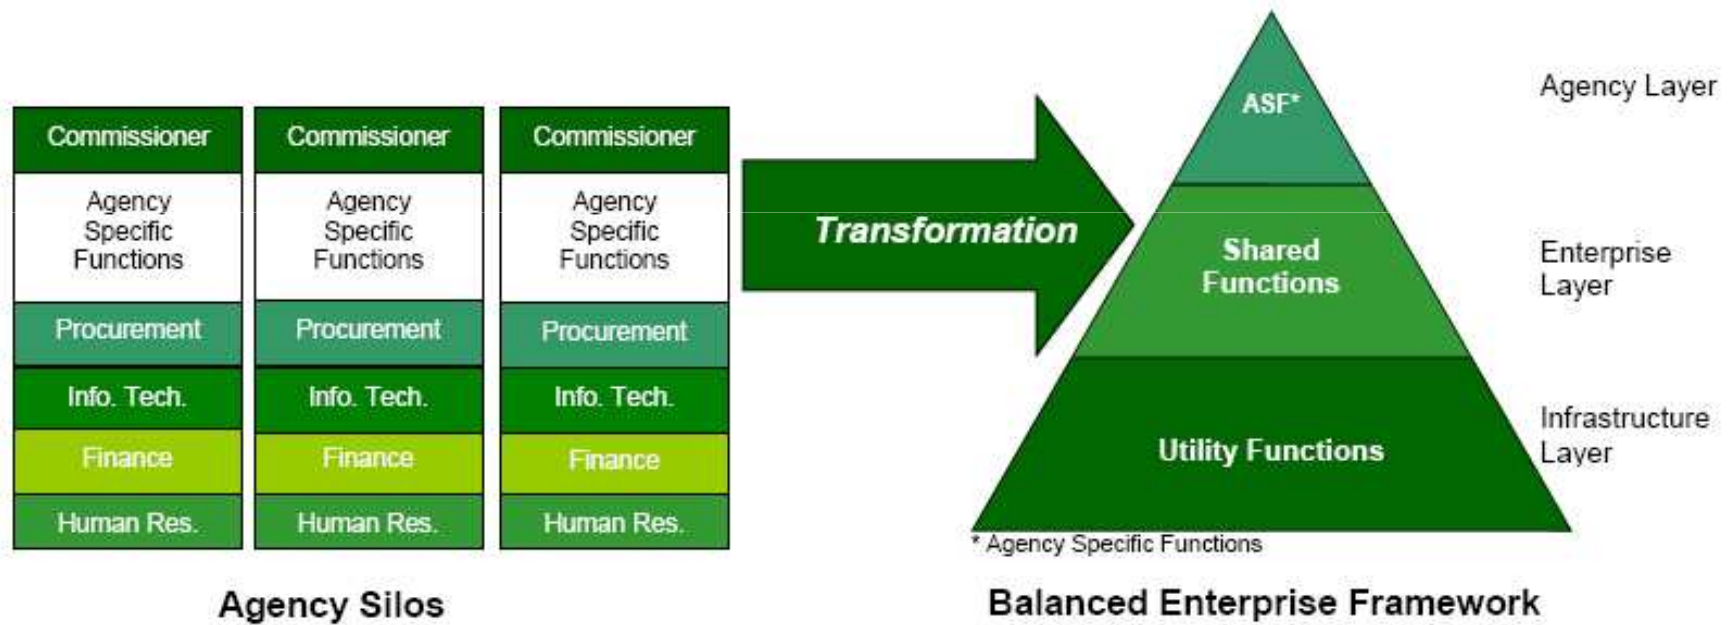 Commissioner
Agency
Specific
Functions
Procurement
Info. Tech.
Finance
Human Res.
Commissioner
Agency
Specific
Functions
Procurement
Info. Tech.
Finance
Human Res.
Commissioner
Agency
Specific
Functions
Procurement
Info. Tech.
Finance
Human Res.
Agency Silos
Transformation
ASF*
Agency Layer
Shared
Functions
Enterprise
Layer
Utility Functions
Infrastructure
Layer
* Agency Specific Functions
Balanced Enterprise Framework